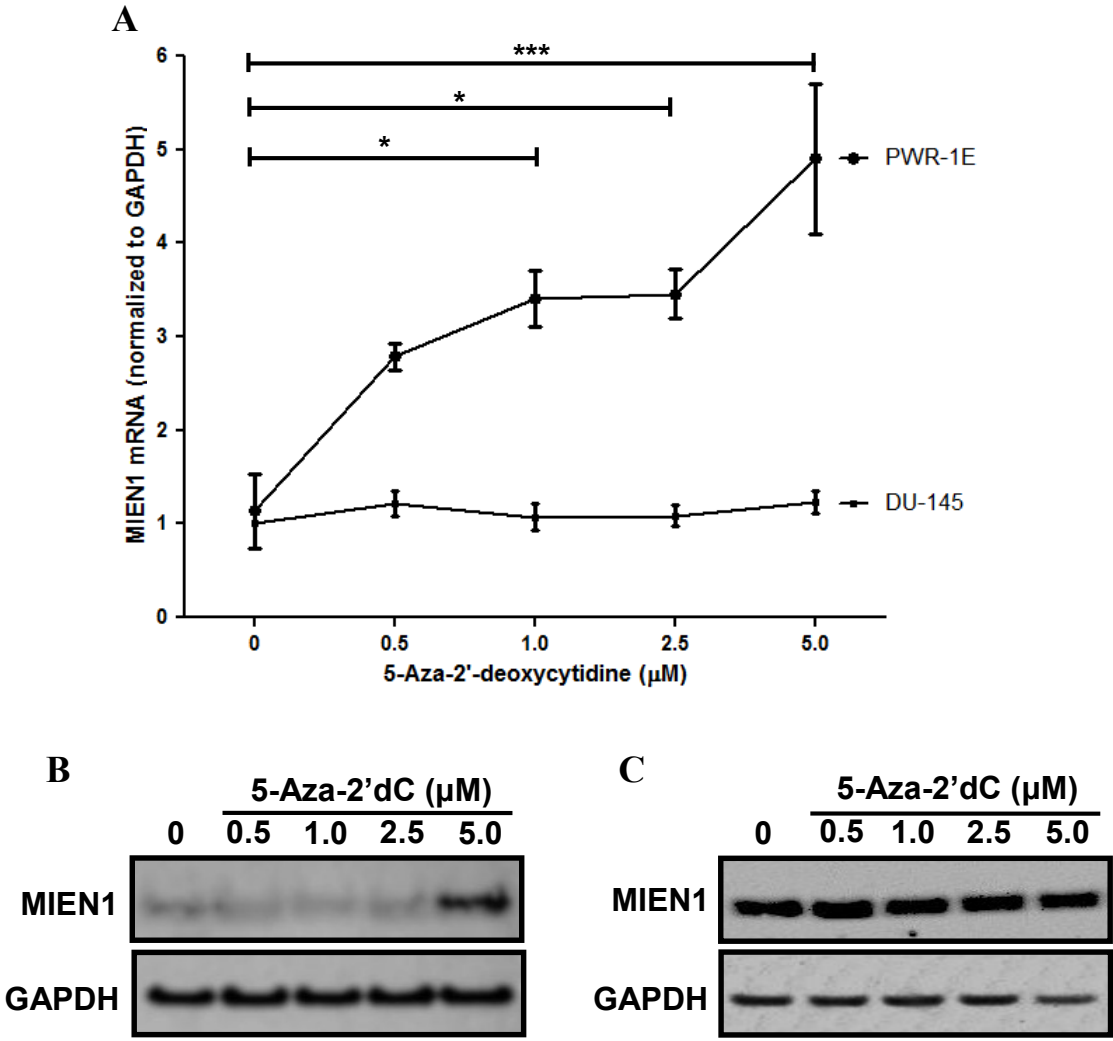 A
6
5
4
3
2
1
0
MIEN1 mRNA (normalized to GAPDH)
***
*
*
PWR-1E
DU-145
0 0.5 1.0 2.5 5.0
5-Aza-2'-deoxycytidine (μM)
B
5-Aza-2’dC (μM)
0 0.5 1.0 2.5 5.0
MIEN1
GAPDH
C
5-Aza-2’dC (μM)
0 0.5 1.0 2.5 5.0
MIEN1
GAPDH